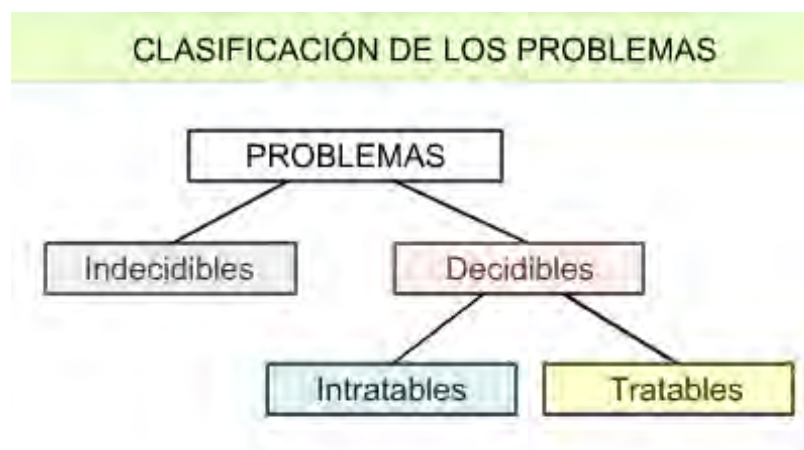 CLASIFICACIÓN DE LOS PROBLEMAS
PROBLEMAS
Indecidibles
Decidibles
Intratables
Tratables